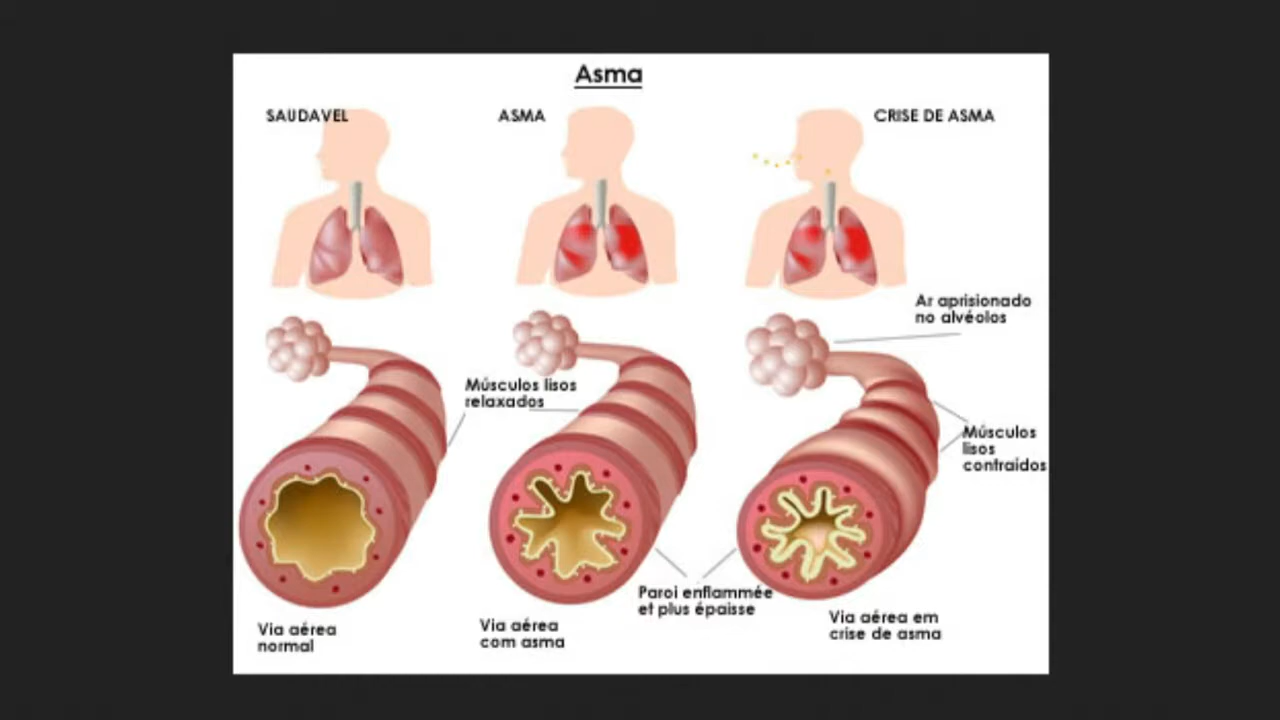 Asma
SAUDAVEL
ASMA
CRISE DE ASMA
Ar aprisionado
no alvéolos
Músculos lisos
relaxados
Músculos
lisos
contraidos
Paroi enflammée
et plus épaisse
Via aérea
normal
Via aérea
com asma
Via aérea em
crise de asma